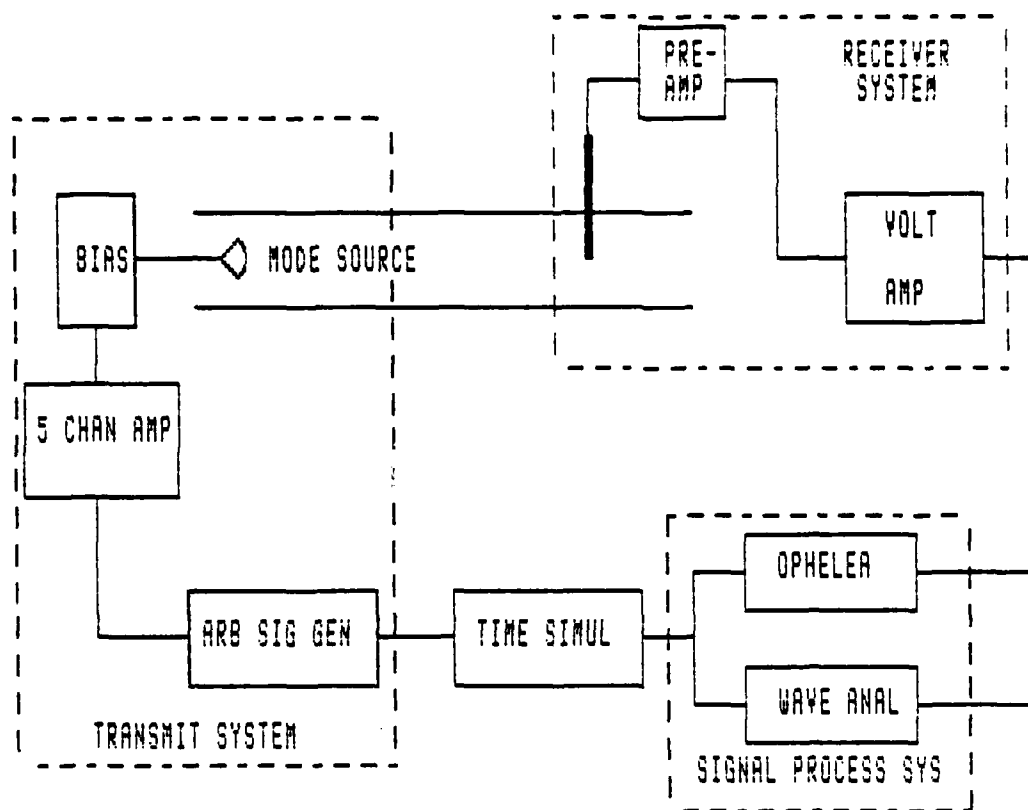 PRE-
AMP
RECEIVER
SYSTEM
BIAS
MODE SOURCE
VOLT
AMP
5 CHAN AMP
ARB SIG GEN
TIME SIMUL
OPHELEA
WAVE ANAL
TRANSMIT SYSTEM
SIGNAL PROCESS SYS